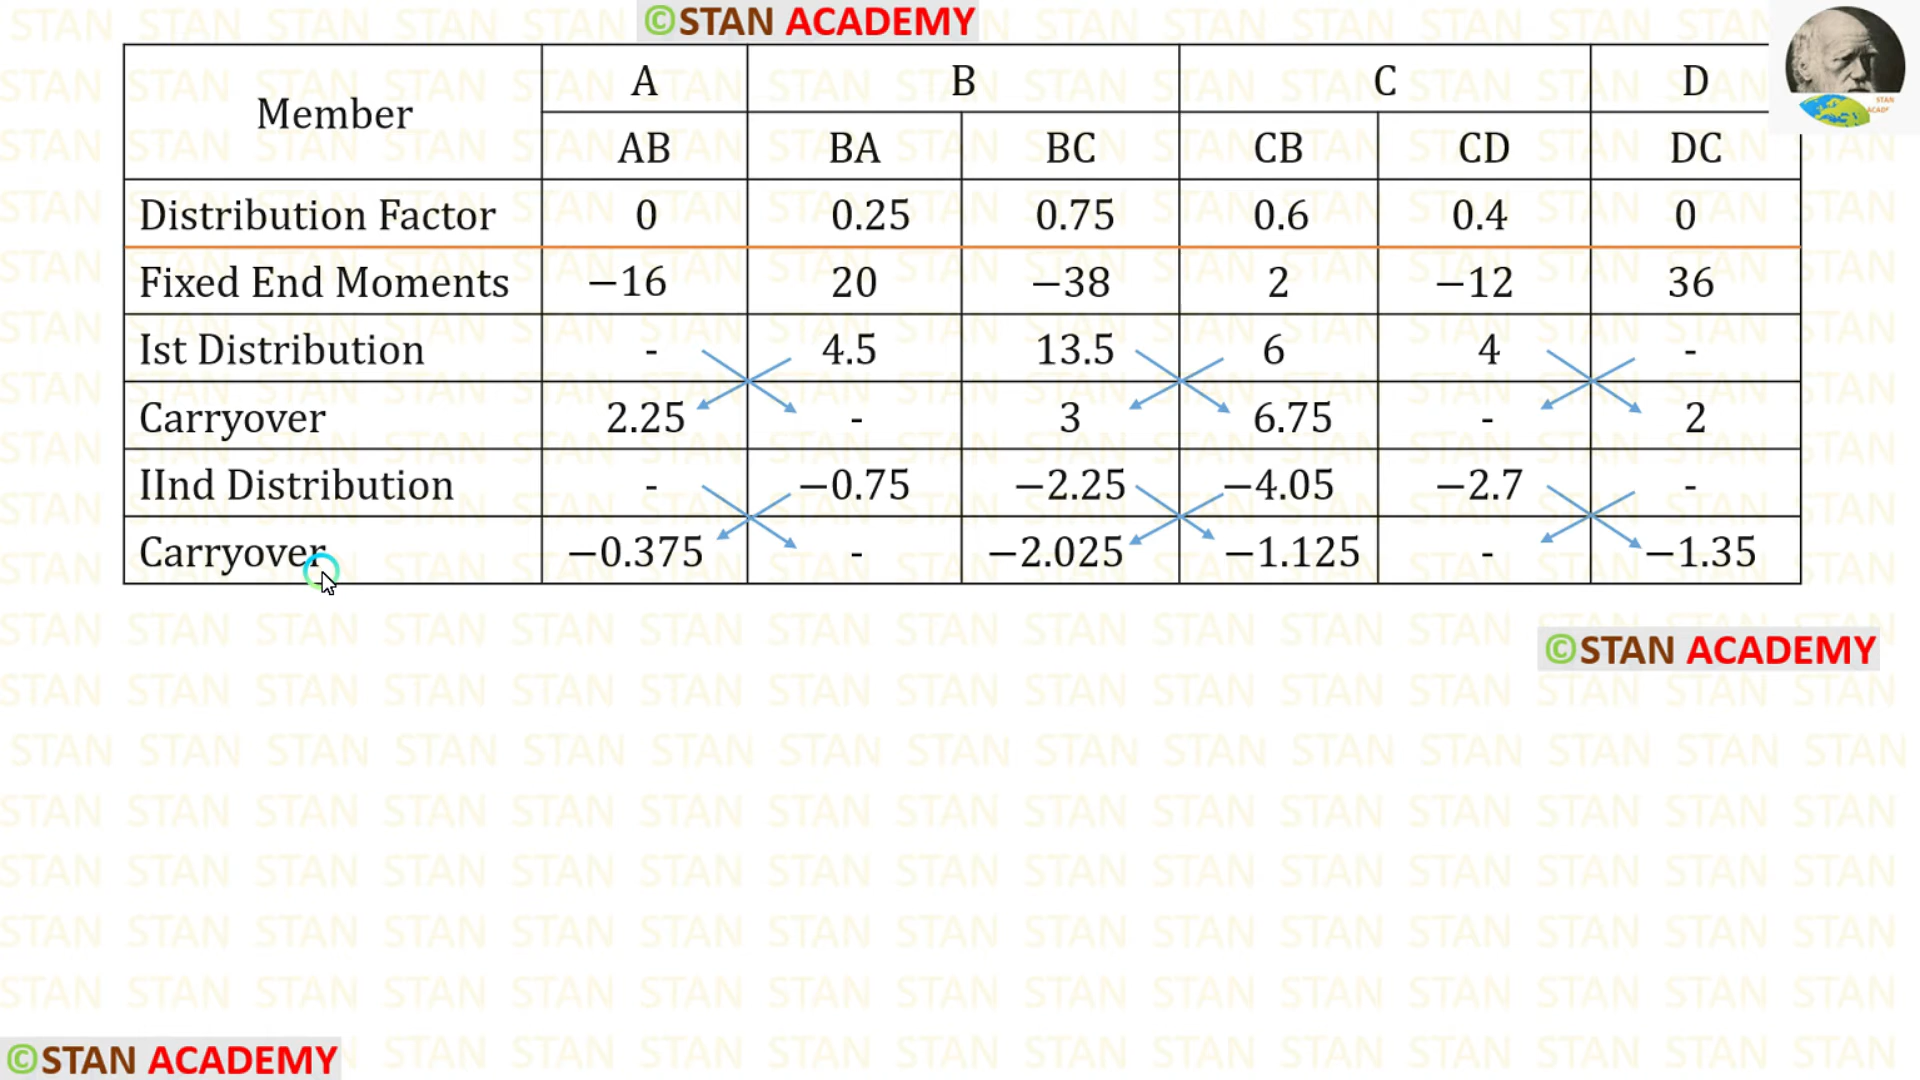 ©STAN ACADEMY
Member A B C D
AB BA BC CB CD DC
Distribution Factor 0 0.25 0.75 0.6 0.4 0
Fixed End Moments −16 20 −38 2 −12 36
Ist Distribution - 4.5 13.5 6 4 -
Carryover 2.25 - 3 6.75 - 2
IInd Distribution - −0.75 −2.25 −4.05 −2.7 -
Carryover −0.375 - −2.025 −1.125 - −1.35
©STAN ACADEMY
©STAN ACADEMY